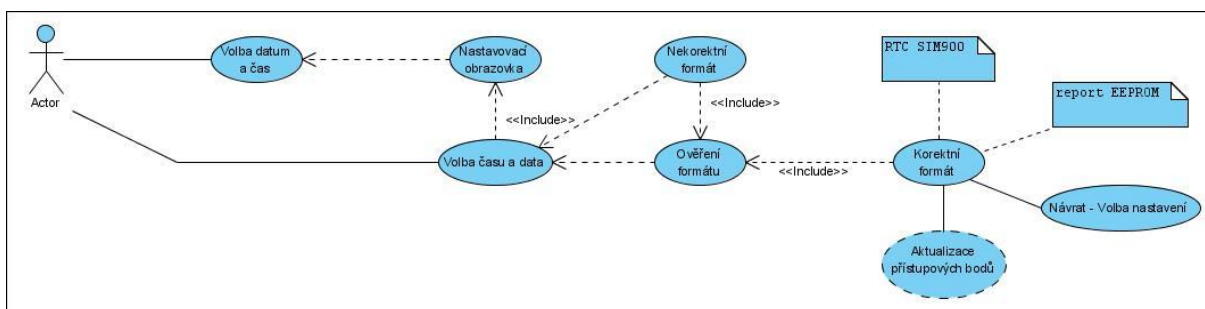 Actor
Volba datum
a čas
Nastavovací
obrazovka
Nekorektní
formát
RTC SIM900
report EEPROM
<<Include>>
<<Include>>
Volba času a data
Ověření
formátu
<<Include>>
Korektní
formát
Návrat - Volba nastavení
Aktualizace
přístupových bodů